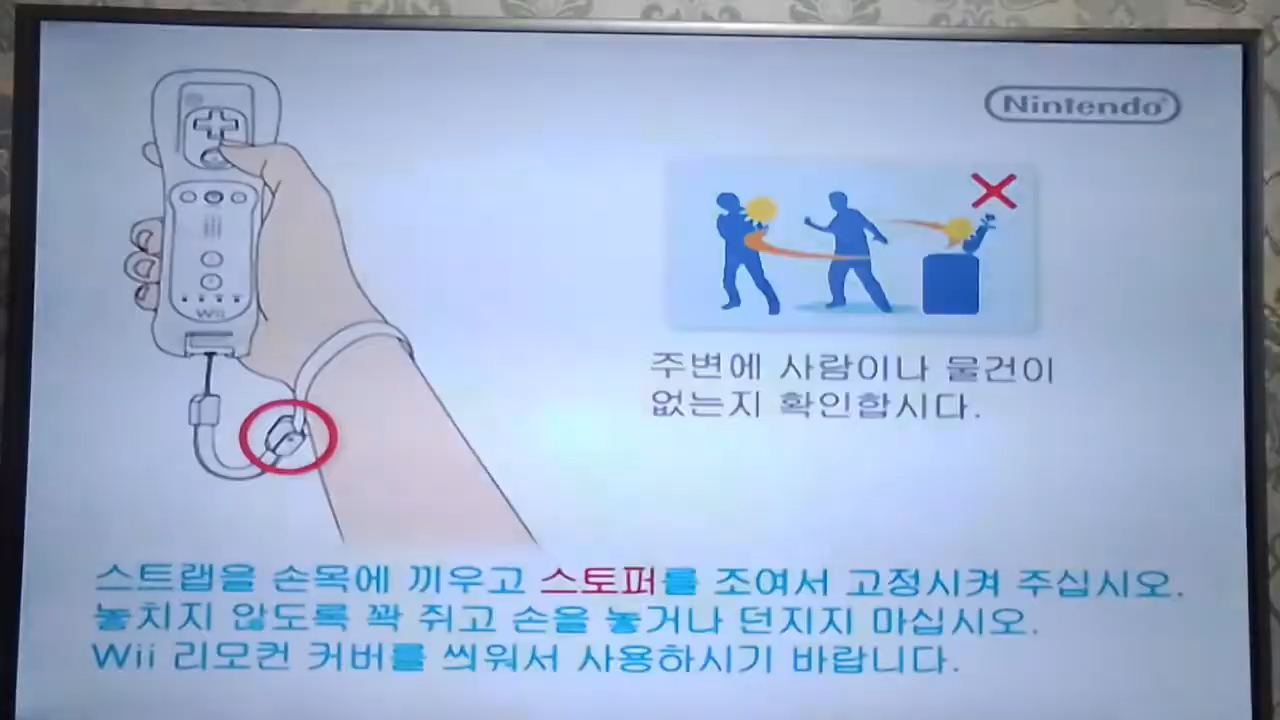 Nintendo
Wii
주변에 사람이나 물건이
없는지 확인합시다.
스트랩을 손목에 끼우고 스토퍼를 조여서 고정시켜 주십시오.
놓치지 않도록 꽉 쥐고 손을 놓거나 던지지 마십시오.
Wii 리모컨 커버를 씌워서 사용하시기 바랍니다.